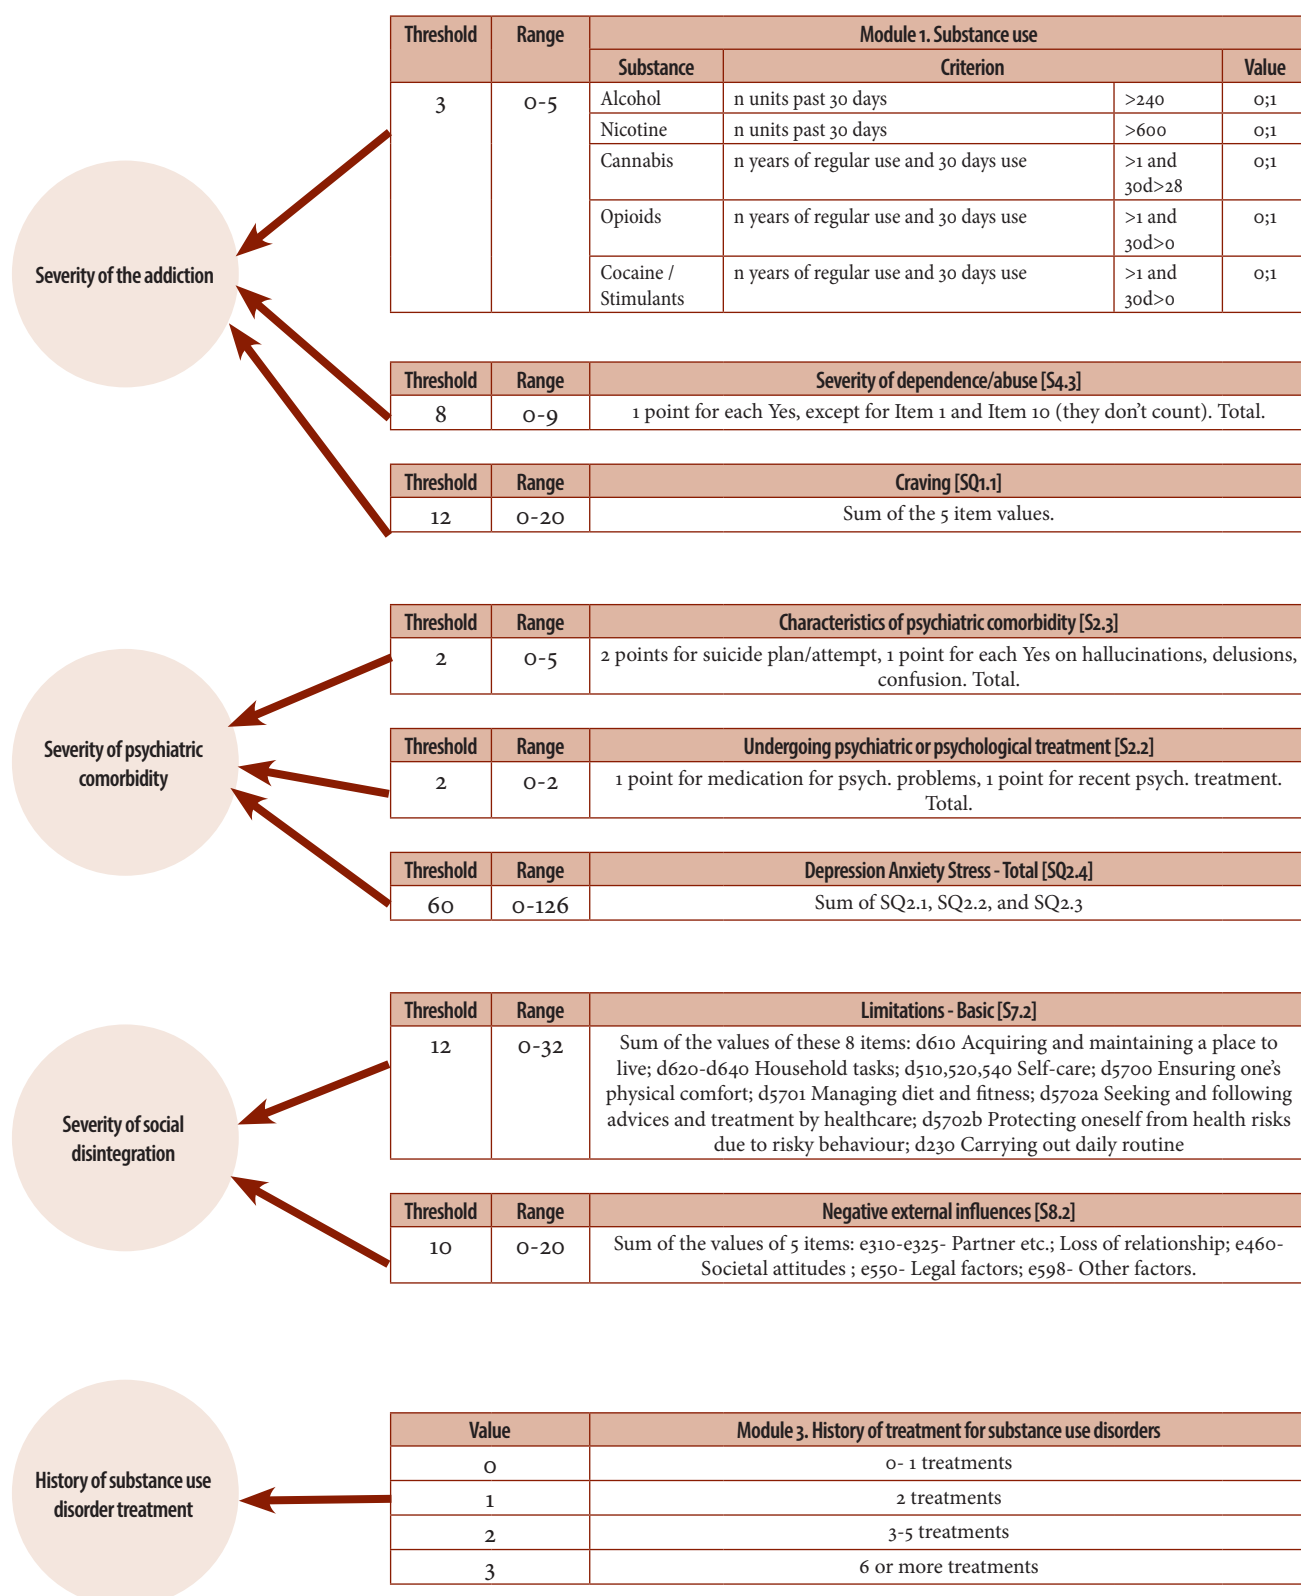 Threshold Range Module 1. Substance use
Substance Criterion Value
3 0-5 Alcohol n units past 30 days >240 0;1
Nicotine n units past 30 days >600 0;1
Cannabis n years of regular use and 30 days use >1 and 0;1
30d>28
Opioids n years of regular use and 30 days use >1 and 0;1
30d>0
Cocaine / n years of regular use and 30 days use >1 and 0;1
Stimulants 30d>0
Severity of the addiction
Threshold Range Severity of dependence/abuse [S4.3]
8 0-9 1 point for each Yes, except for Item 1 and Item 10 (they don't count). Total.
Threshold Range Craving [SQ1.1]
12 0-20 Sum of the 5 item values.
Threshold Range Characteristics of psychiatric comorbidity [S2.3]
2 0-5 2 points for suicide plan/attempt, 1 point for each Yes on hallucinations, delusions,
confusion. Total.
Severity of psychiatric
comorbidity
Threshold Range Undergoing psychiatric or psychological treatment [S2.2]
2 0-2 1 point for medication for psych. problems, 1 point for recent psych. treatment.
Total.
Threshold Range Depression Anxiety Stress - Total [SQ2.4]
60 0-126 Sum of SQ2.1, SQ2.2, and SQ2.3
Threshold Range Limitations - Basic [S7.2]
12 0-32 Sum of the values of these 8 items: d610 Acquiring and maintaining a place to
live; d620-d640 Household tasks; d510,520,540 Self-care; d5700 Ensuring one's
physical comfort; d5701 Managing diet and fitness; d5702a Seeking and following
advices and treatment by healthcare; d5702b Protecting oneself from health risks
due to risky behaviour; d230 Carrying out daily routine
Severity of social
disintegration
Threshold Range Negative external influences [S8.2]
10 0-20 Sum of the values of 5 items: e310-e325- Partner etc.; Loss of relationship; e460-
Societal attitudes ; e550- Legal factors; e598- Other factors.
History of substance use
disorder treatment
Value Module 3. History of treatment for substance use disorders
0 0- 1 treatments
1 2 treatments
2 3-5 treatments
3 6 or more treatments